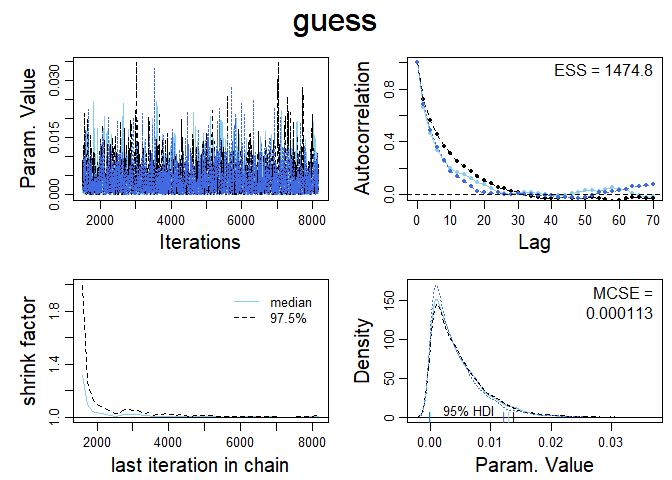 guess
Param. Value
0.000 0.015 0.030
2000 4000 6000 8000
Iterations
ESS = 1474.8
Autocorrelation
0.0 0.4 0.8
0 10 20 30 40 50 60 70
Lag
median
97.5%
shrink factor
1.0 1.4 1.8
2000 4000 6000 8000
last iteration in chain
MCSE =
0.000113
Density
0 50 100 150
95% HDI
0.00 0.01 0.02 0.03
Param. Value